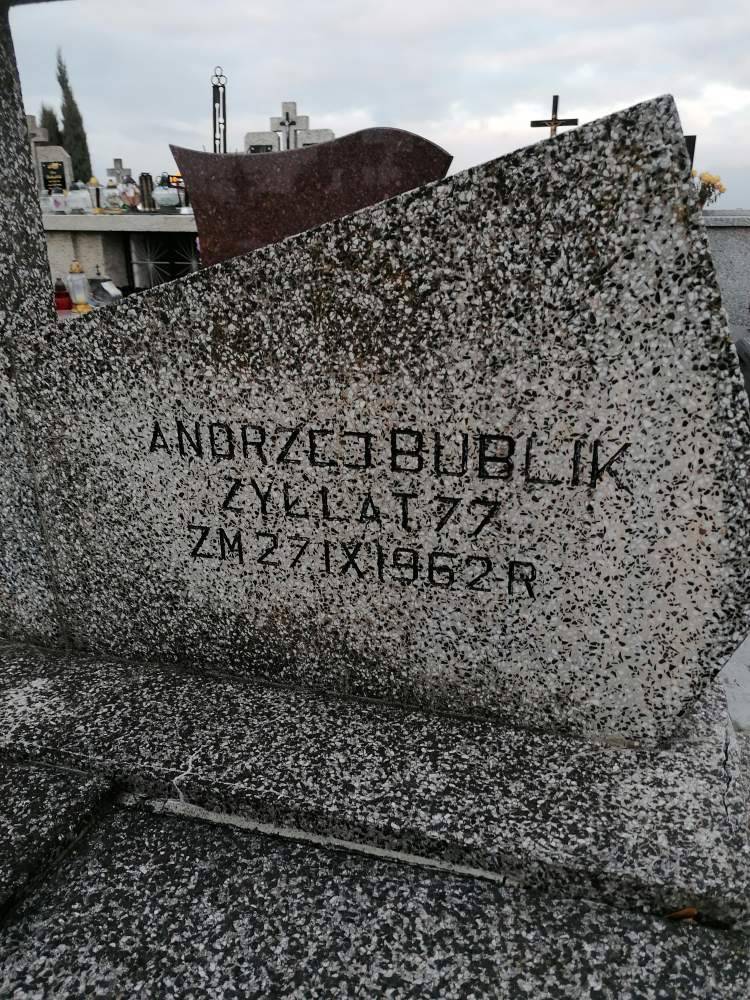 ANDRZEJ BUBLIK
ŻYŁ LAT 77
ZM 27 IX 1962 R